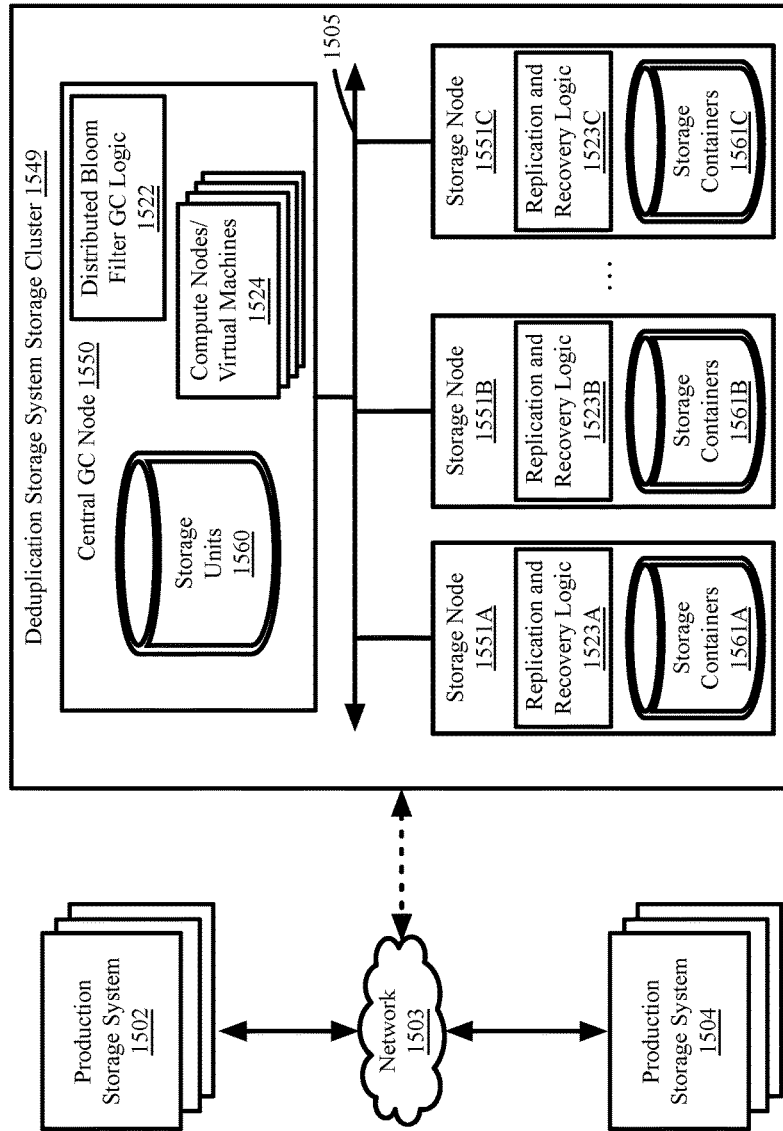 Deduplication Storage System Storage Cluster 1549
Central GC Node 1550
Storage
Units
1560
Distributed Bloom
Filter GC Logic
1522
Compute Nodes/
Virtual Machines
1524
1505
Storage Node
1551A
Replication and
Recovery Logic
1523A
Storage
Containers
1561A
Storage Node
1551B
Replication and
Recovery Logic
1523B
Storage
Containers
1561B
...
Storage Node
1551C
Replication and
Recovery Logic
1523C
Storage
Containers
1561C
Production
Storage System
1502
Network
1503
Production
Storage System
1504